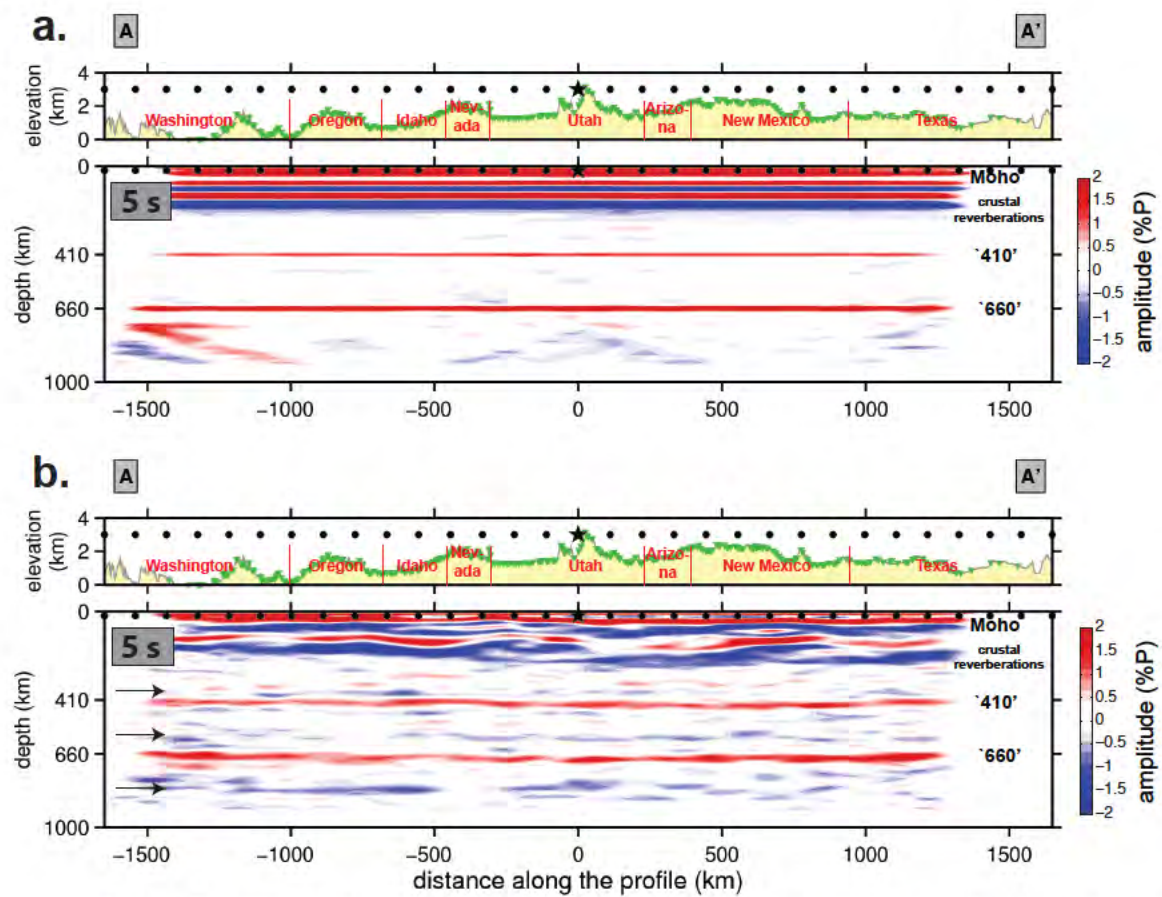 a.
A
A'
elevation
(km)
4
2
0
Washington
Oregon
Idaho
Nev-
ada
Utah
Arizo-
na
New Mexico
Texas
depth (km)
0
410
660
1000
5 s
Moho
crustal
reverberations
`410'
`660'
−1500
−1000
−500
0
500
1000
1500
2
1.5
1
0.5
0
−0.5
−1
−1.5
−2
amplitude (%P)
b.
A
A'
elevation
(km)
4
2
0
Washington
Oregon
Idaho
Nev-
ada
Utah
Arizo-
na
New Mexico
Texas
depth (km)
0
410
660
1000
5 s
Moho
crustal
reverberations
`410'
`660'
−1500
−1000
−500
0
500
1000
1500
distance along the profile (km)
2
1.5
1
0.5
0
−0.5
−1
−1.5
−2
amplitude (%P)